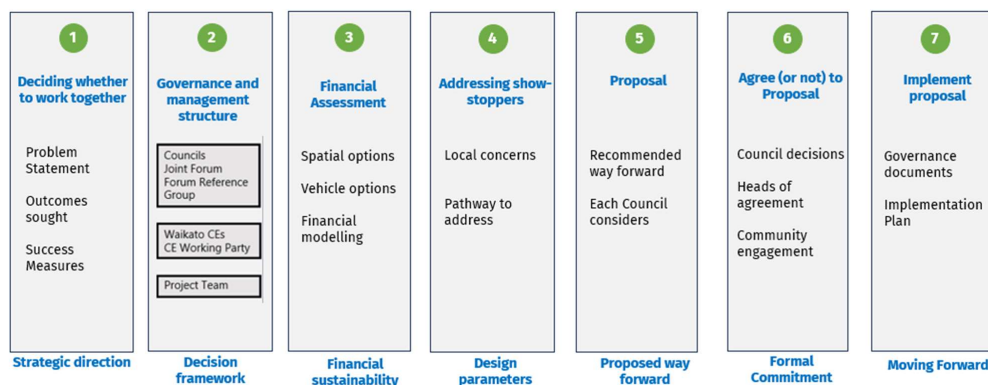 1
Deciding whether
to work together
Problem
Statement
Outcomes
sought
Success
Measures
Strategic direction
2
Governance and
management
structure
Councils
Joint Forum
Forum Reference
Group
Waikato CEs
CE Working Party
Project Team
Decision
framework
3
Financial
Assessment
Spatial options
Vehicle options
Financial
modelling
Financial
sustainability
4
Addressing show-
stoppers
Local concerns
Pathway to
address
Design
parameters
5
Proposal
Recommended
way forward
Each Council
considers
Proposed way
forward
6
Agree (or not) to
Proposal
Council decisions
Heads of
agreement
Community
engagement
Formal
Commitment
7
Implement
proposal
Governance
documents
Implementation
Plan
Moving Forward